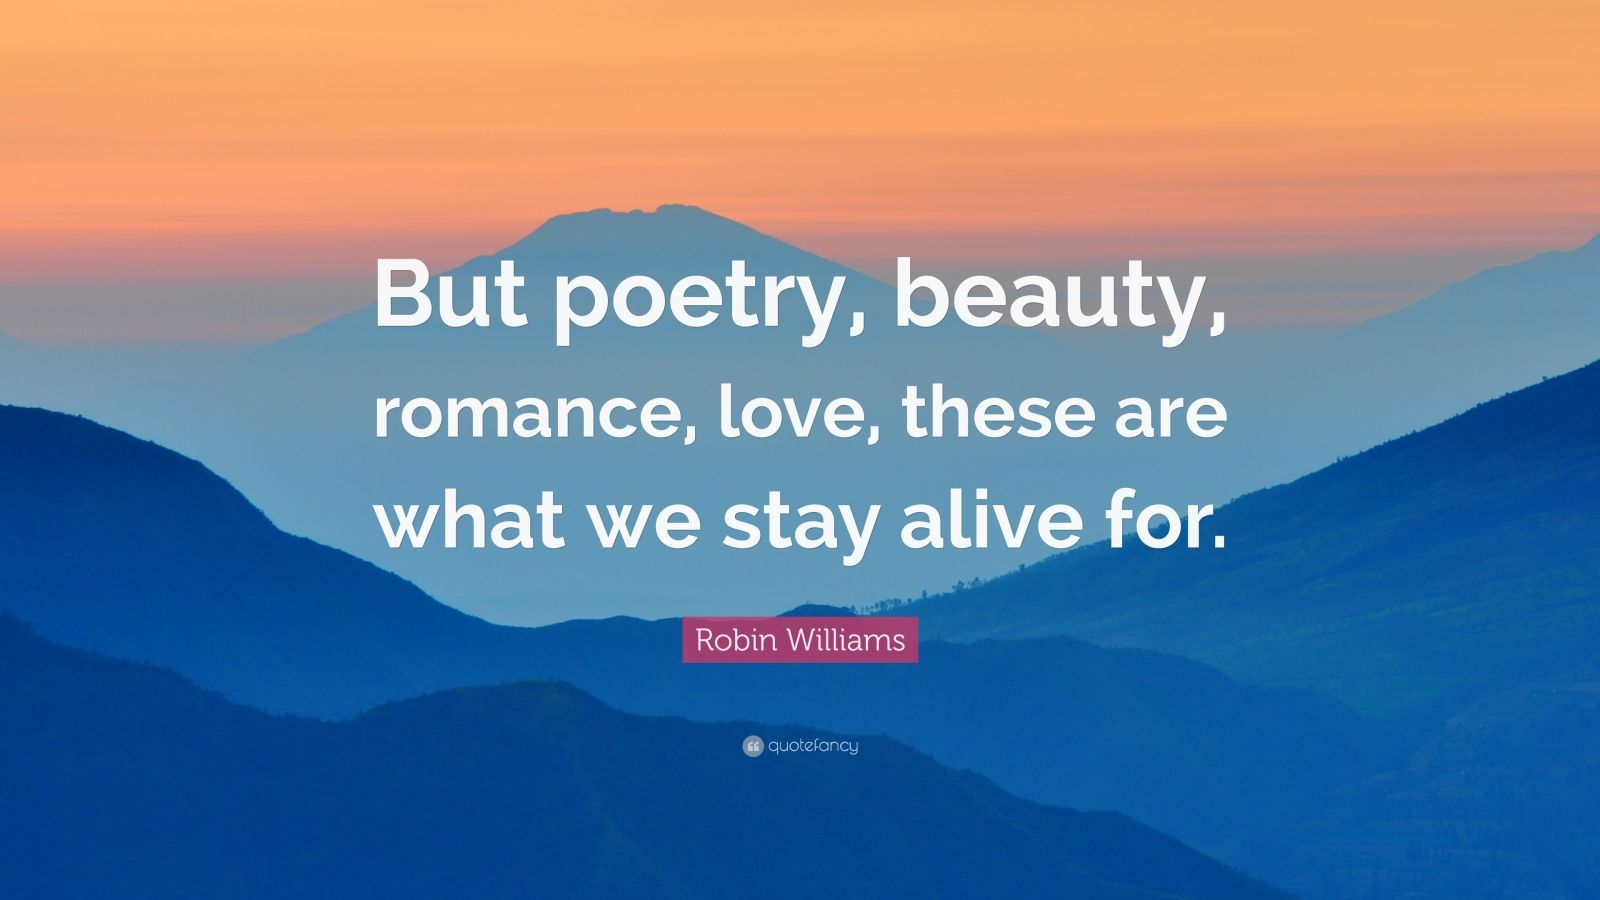 But poetry, beauty,
romance, love, these are
what we stay alive for.
Robin Williams
quotefancy